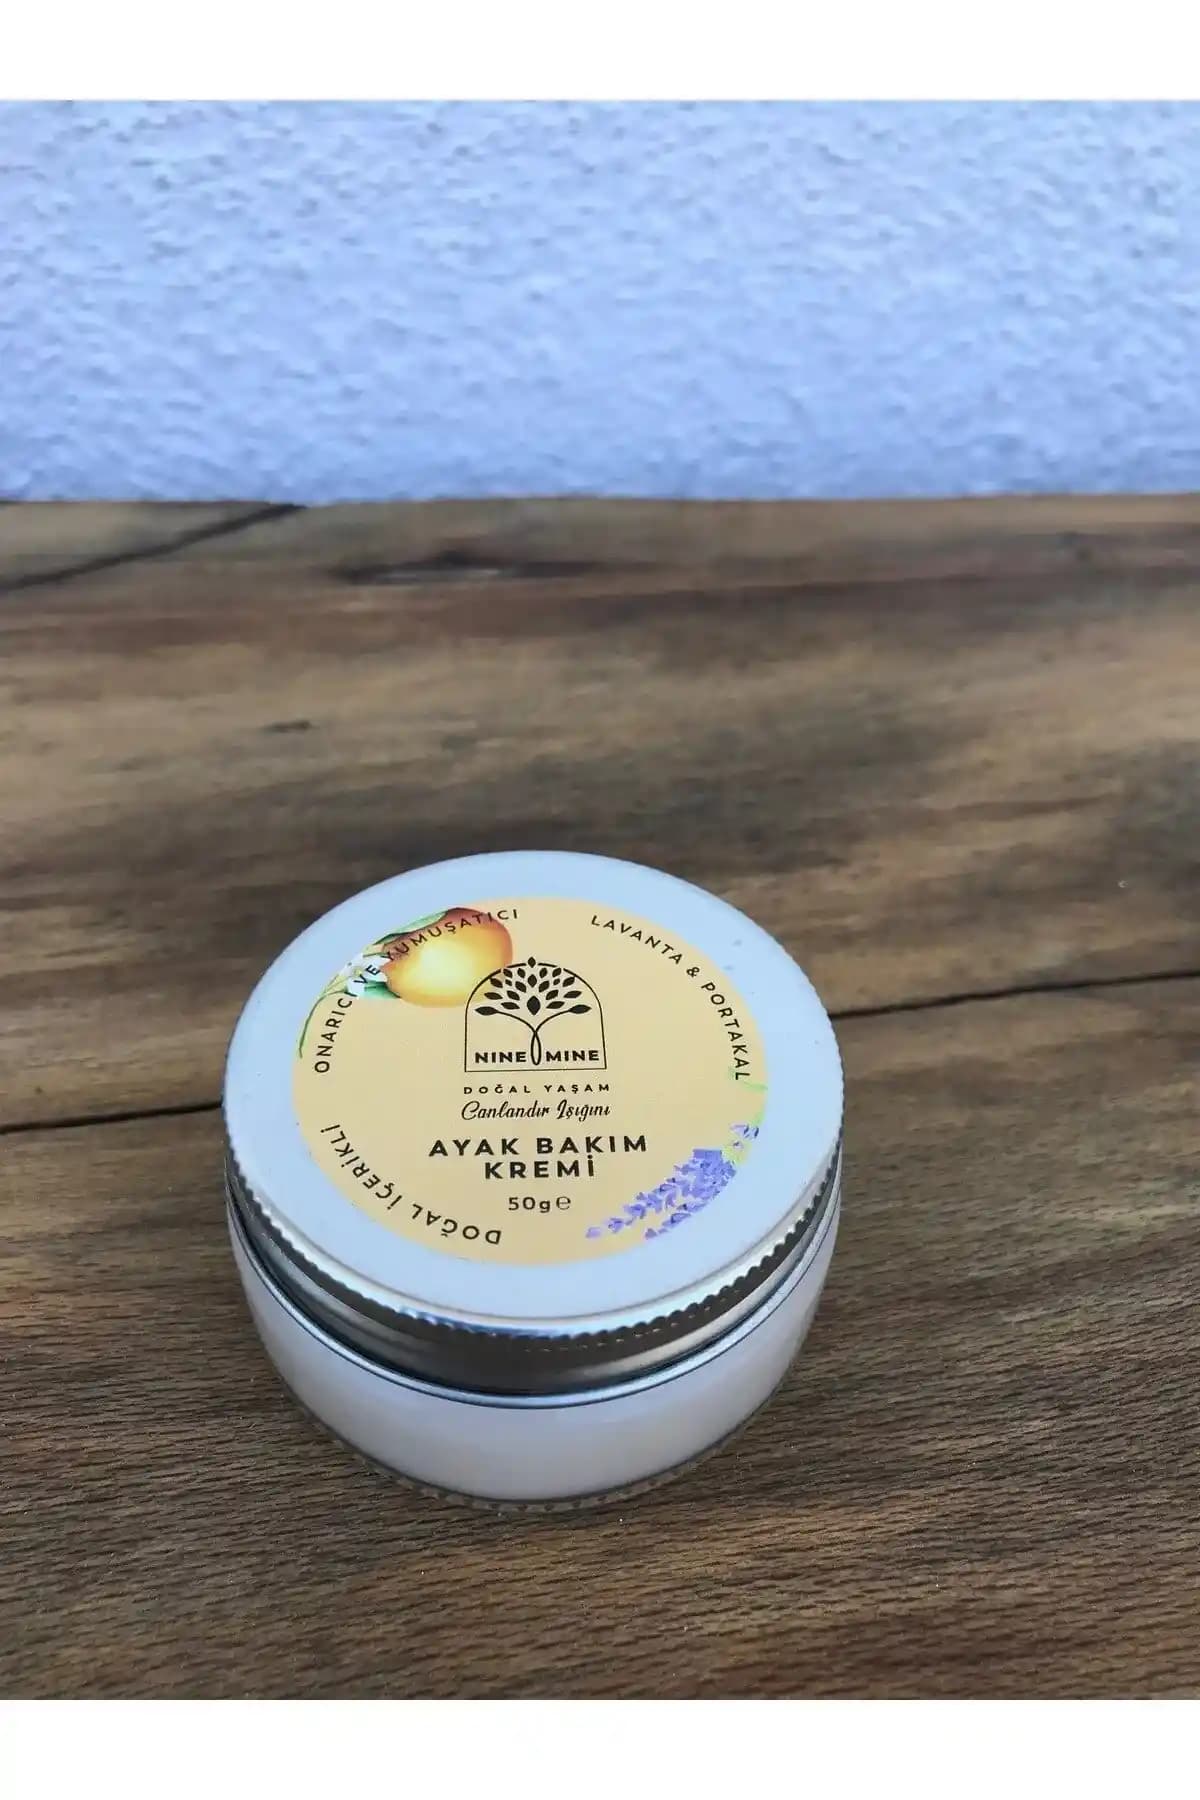 ONARICI VE YUMUŞATICI
LAVANTA & PORTAKAL
NINE MINE
DOĞAL YAŞAM
Canlandır Işığını
AYAK BAKIM
KREMİ
50g℮
DOĞAL İÇERİKLİ